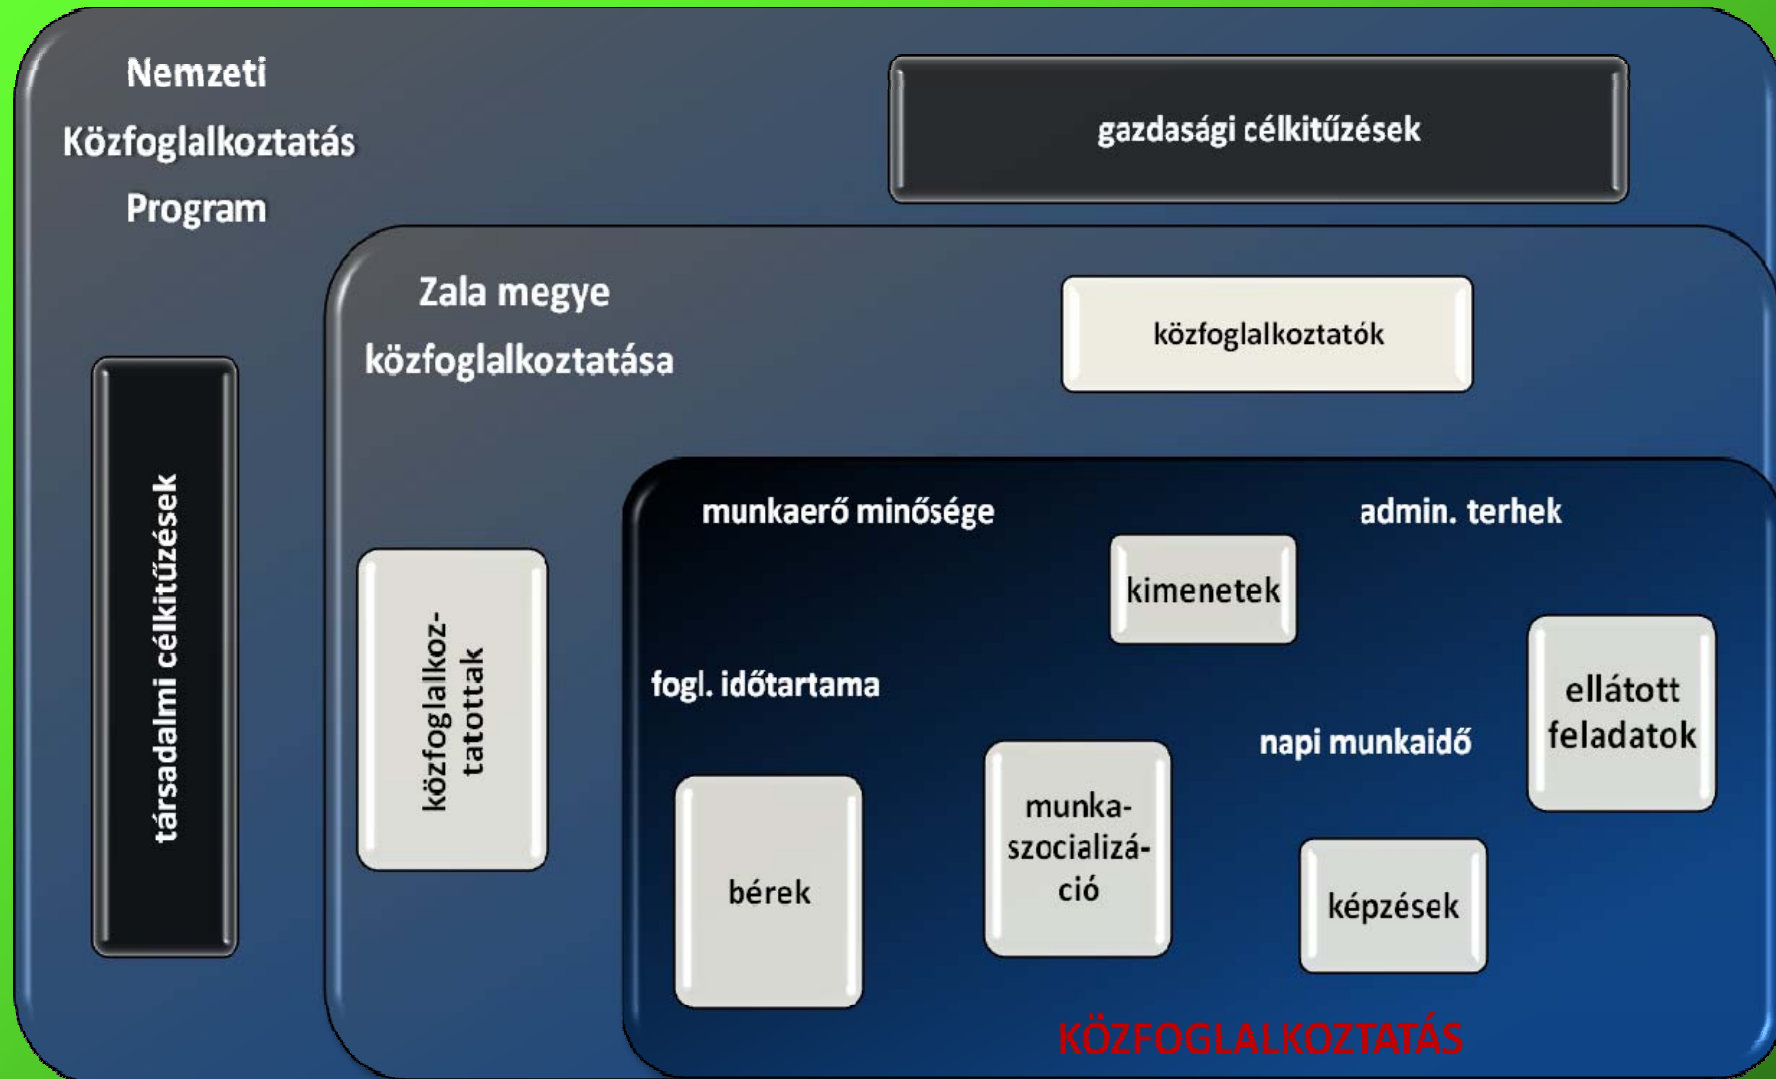 Nemzeti
Közfoglalkoztatás
Program
gazdasági célkitűzések
társadalmi célkitűzések
Zala megye
közfoglalkoztatása
közfoglalkoztatók
közfoglalkoz-
tatottak
munkaerő minősége
admin. terhek
kimenetek
fogl. időtartama
ellátott
feladatok
napi munkaidő
bérek
munka-
szocializá-
ció
képzések
KÖZFOGLALKOZTATÁS